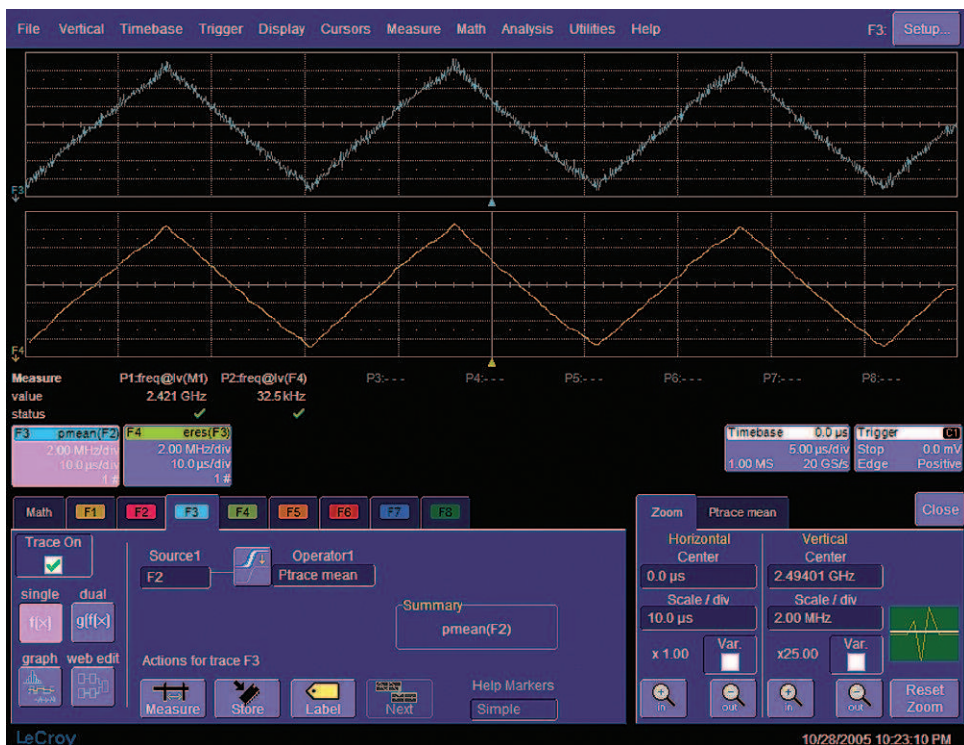 File Vertical Timebase Trigger Display Cursors Measure Math Analysis Utilities Help F3: Setup...
F3
F4
Measure P1:freq@lv(M1) P2:freq@lv(F4) P3:- - - P4:- - - P5:- - - P6:- - - P7:- - - P8:- - -
value 2.421 GHz 32.5 kHz
status
F3 pmean(F2) F4 eres(F3) Timebase 0.0 µs Trigger C1
2.00 MHz/div 2.00 MHz/div 5.00 µs/div Stop 0.0 mV
10.0 µs/div 10.0 µs/div 1.00 MS 20 GS/s Edge Positive
1 # 1 #
Math F1 F2 F3 F4 F5 F6 F7 F8 Zoom Ptrace mean Close
Trace On
Source1 Operator1
F2 Ptrace mean
single dual
f(x) g(f(x)
Summary
pmean(F2)
graph web edit
Actions for trace F3
Measure Store Label Next
Help Markers
Simple
Horizontal Vertical
Center Center
0.0 µs 2.49401 GHz
Scale / div Scale / div
10.0 µs 2.00 MHz
x 1.00 Var. x25.00 Var.
in out in out Reset Zoom
LeCroy 10/28/2005 10:23:10 PM